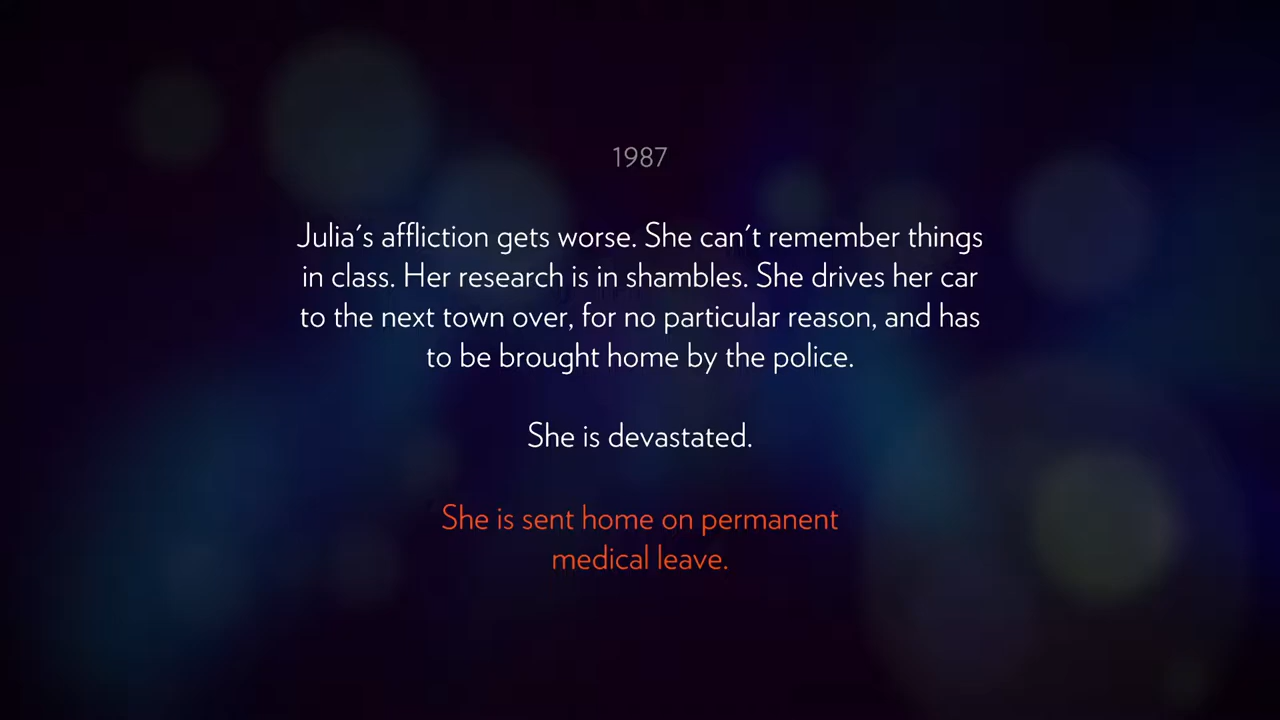 1987
Julia's affliction gets worse. She can't remember things
in class. Her research is in shambles. She drives her car
to the next town over, for no particular reason, and has
to be brought home by the police.
She is devastated.
She is sent home on permanent
medical leave.